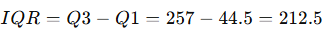 IQR = Q3 − Q1 = 257 − 44.5 = 212.5